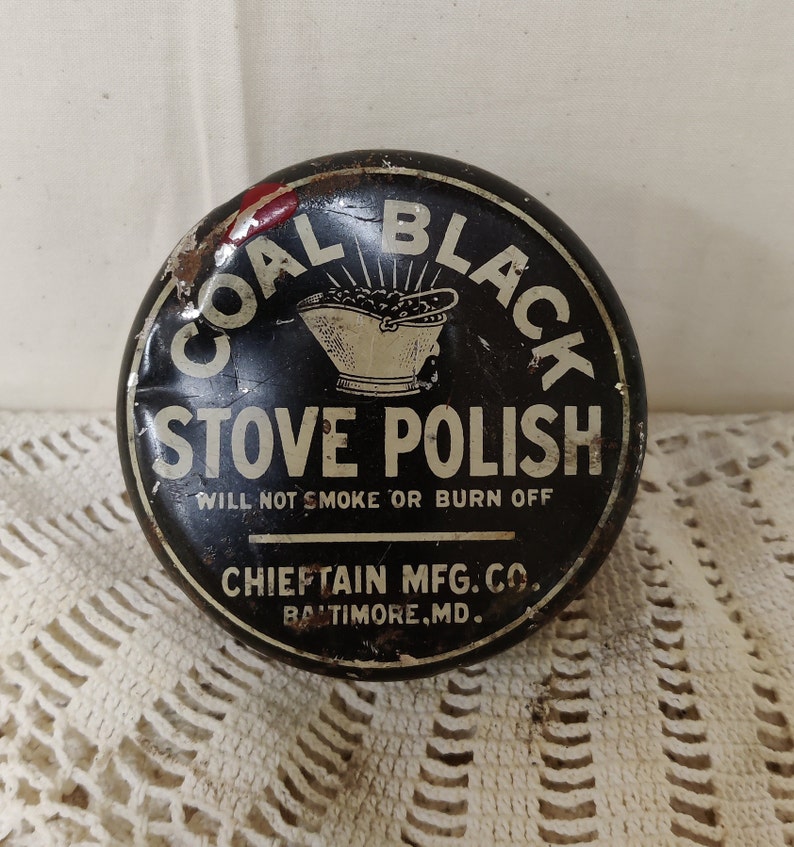 COAL BLACK
STOVE POLISH
WILL NOT SMOKE OR BURN OFF
CHIEFTAIN MFG. CO.
BALTIMORE, MD.